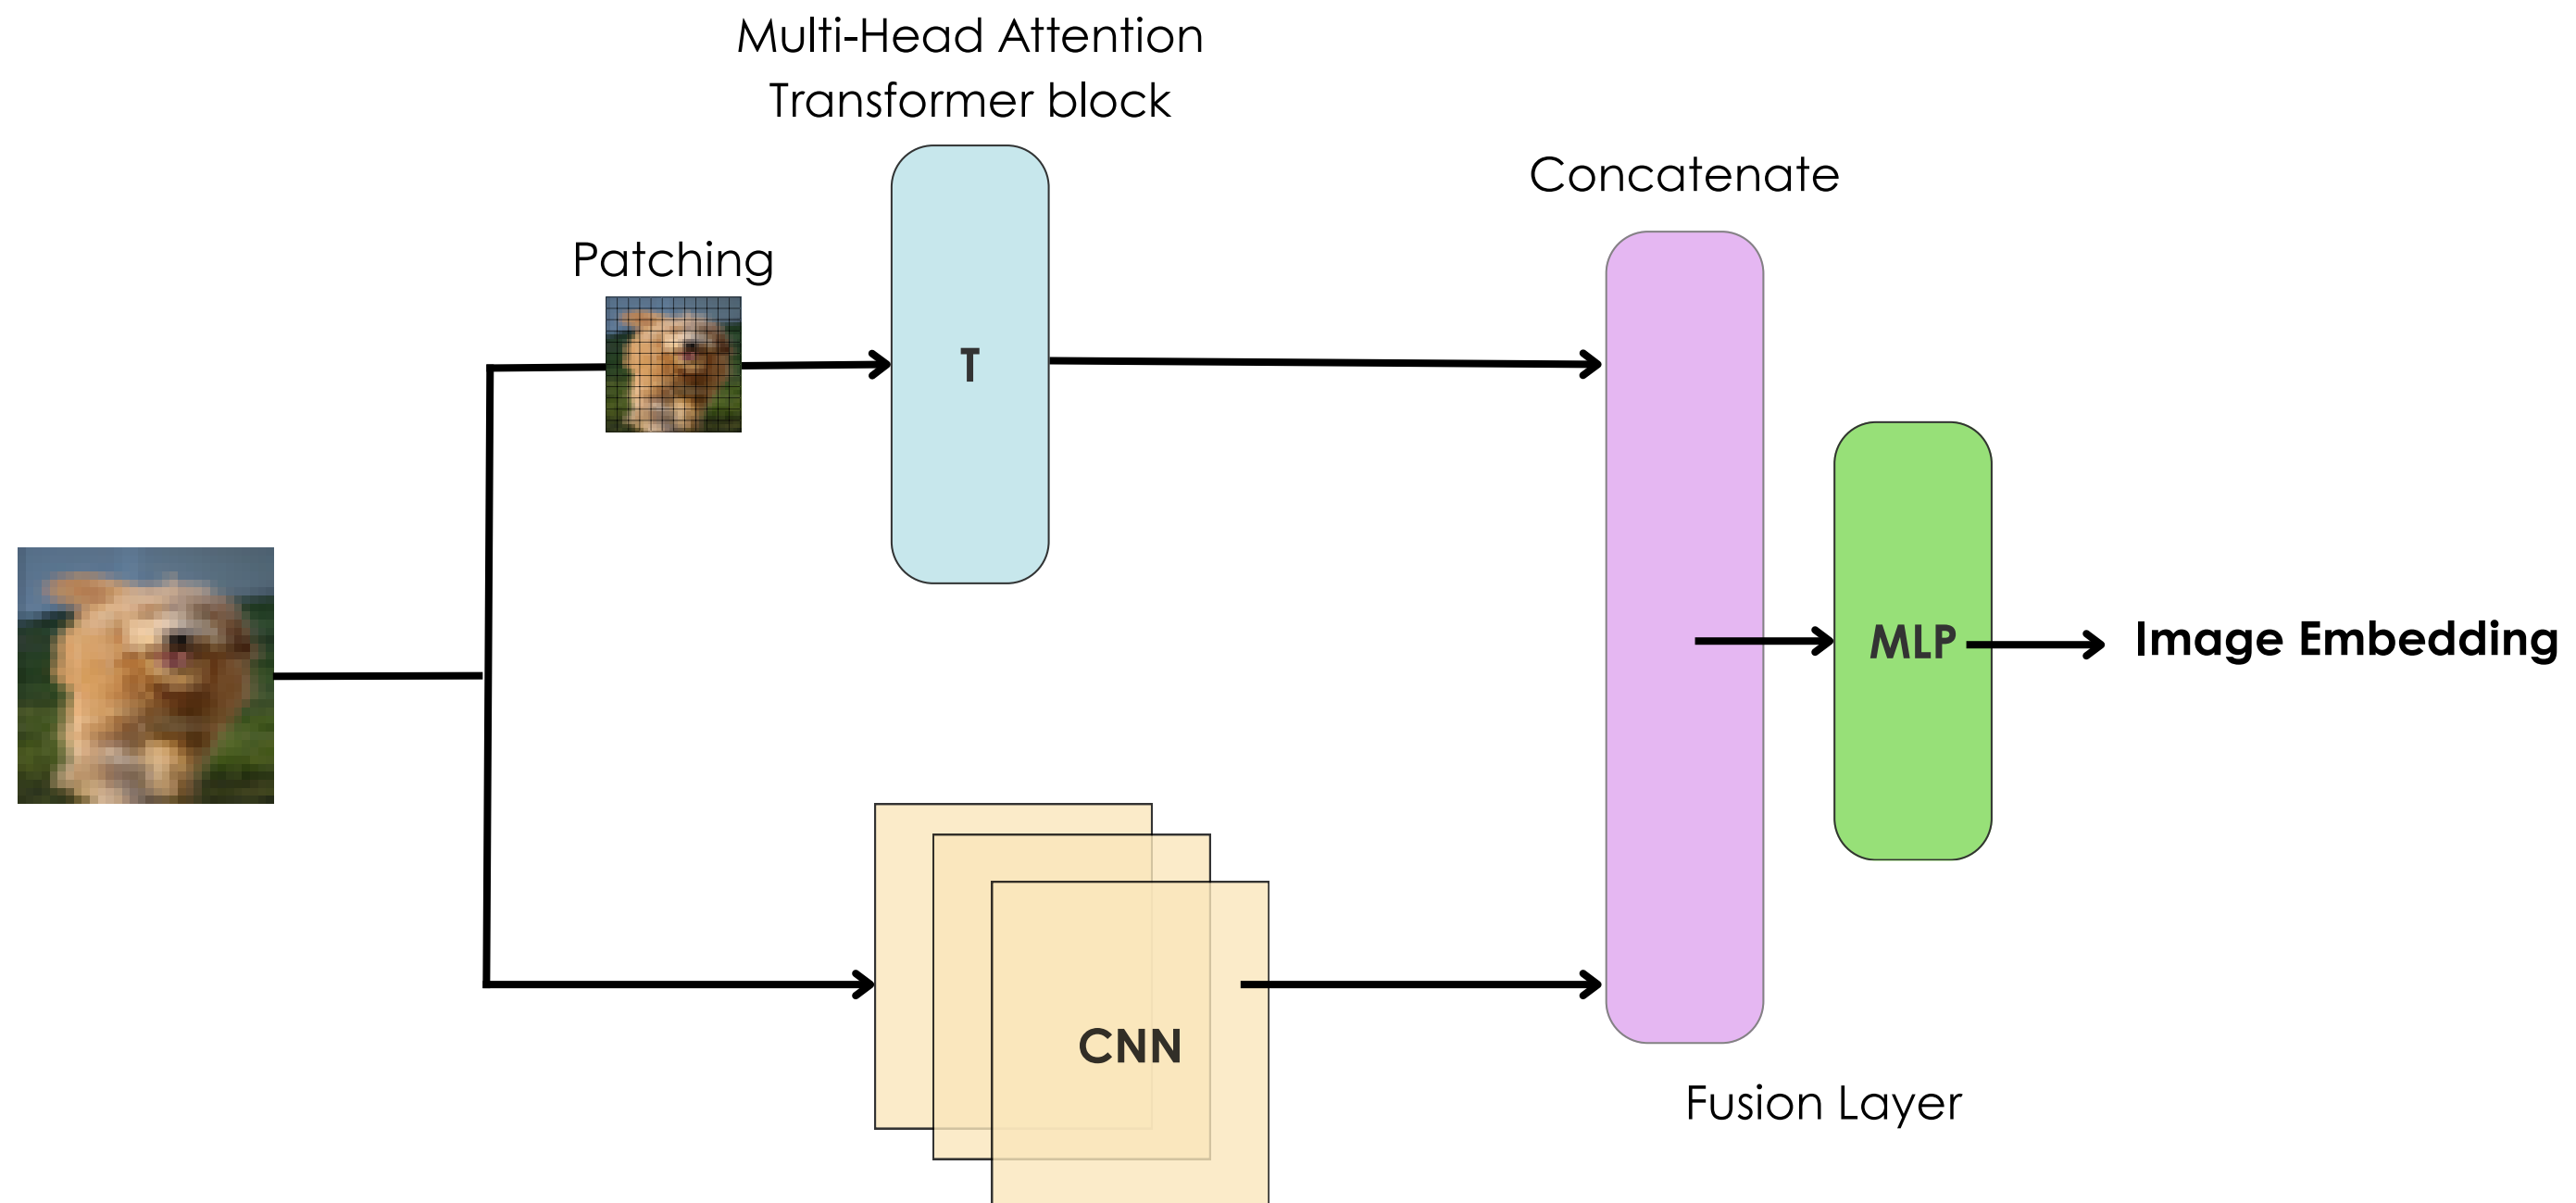 Multi-Head Attention
Transformer block
Concatenate
Patching
T
MLP
Image Embedding
CNN
Fusion Layer